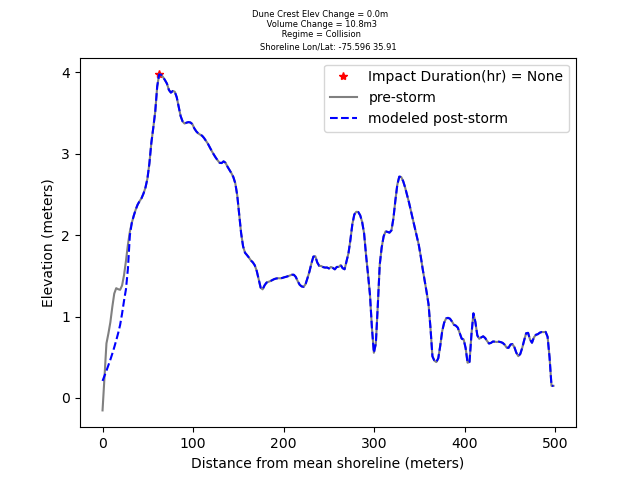 Dune Crest Elev Change = 0.0m
Volume Change = 10.8m3
Regime = Collision
Shoreline Lon/Lat: -75.596 35.91
Impact Duration(hr) = None
pre-storm
modeled post-storm
Elevation (meters)
4
3
2
1
0
0 100 200 300 400 500
Distance from mean shoreline (meters)